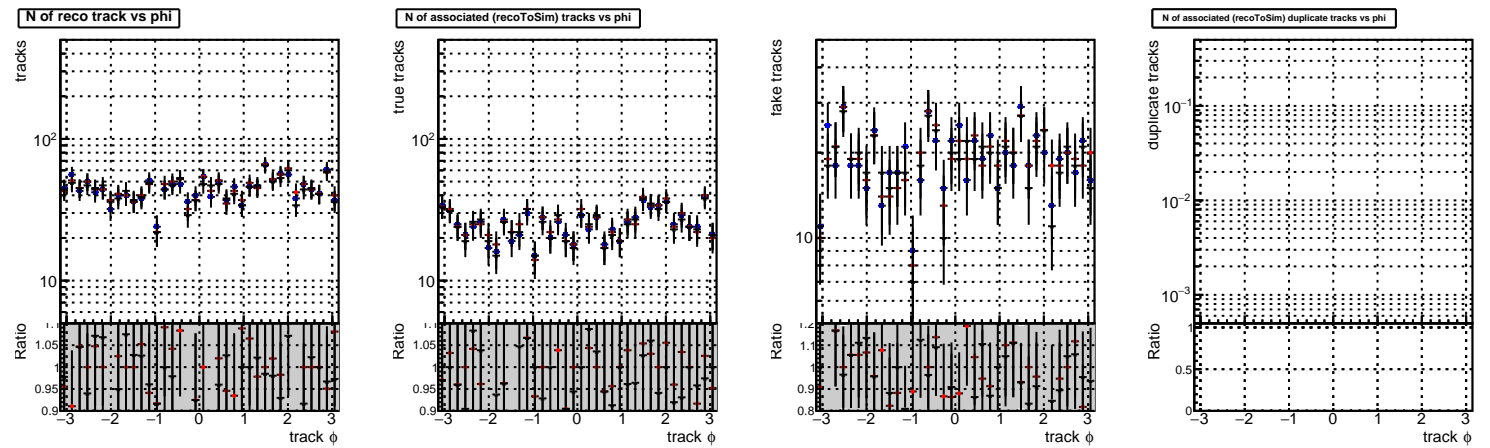 N of reco track vs phi
tracks
10²
10
Ratio
1.1
1.05
1
0.95
0.9
−3 −2 −1 0 1 2 3
track ϕ
N of associated (recoToSim) tracks vs phi
true tracks
10²
10
Ratio
1.1
1.05
1
0.95
0.9
−3 −2 −1 0 1 2 3
track ϕ
fake tracks
10
Ratio
1.2
1.1
1
0.9
0.8
−3 −2 −1 0 1 2 3
track ϕ
N of associated (recoToSim) duplicate tracks vs phi
duplicate tracks
10⁻¹
10⁻²
10⁻³
Ratio
1
0.5
0
−3 −2 −1 0 1 2 3
track ϕ